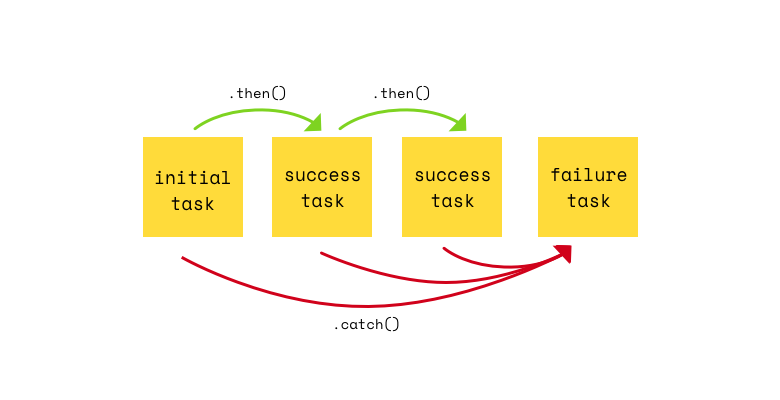 .then()
.then()
initial
task
success
task
success
task
failure
task
.catch()